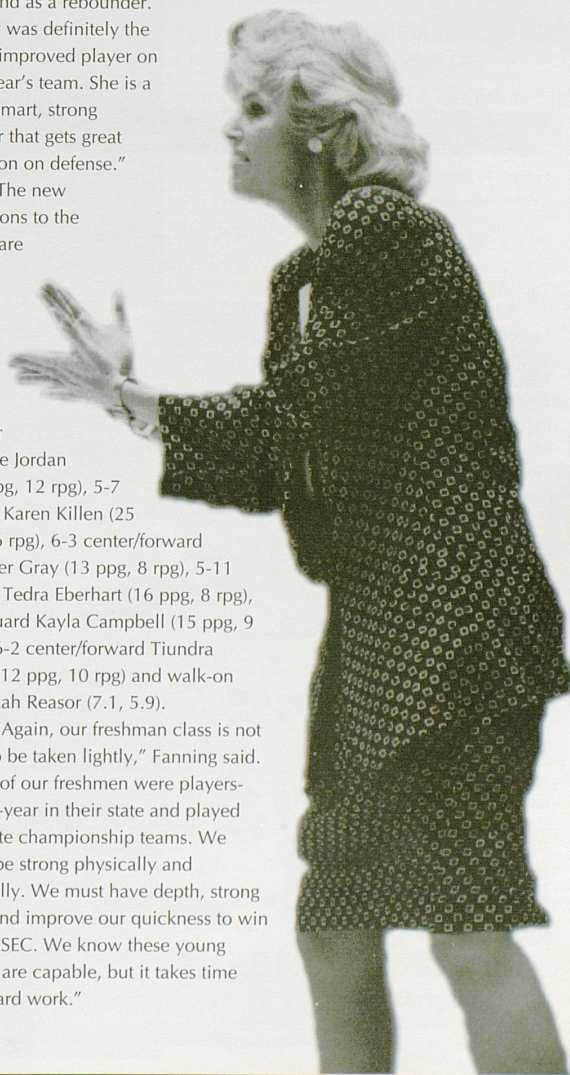 nd as a rebounder.
was definitely the
improved player on
ear's team. She is a
mart, strong
r that gets great
on on defense."
The new
ons to the
are
e Jordan
pg, 12 rpg), 5-7
Karen Killen (25
rpg), 6-3 center/forward
er Gray (13 ppg, 8 rpg), 5-11
Tedra Eberhart (16 ppg, 8 rpg),
uard Kayla Campbell (15 ppg, 9
6-2 center/forward Tiundra
12 ppg, 10 rpg) and walk-on
ah Reasor (7.1, 5.9).
"Again, our freshman class is not
o be taken lightly," Fanning said.
of our freshmen were players-
-year in their state and played
te championship teams. We
be strong physically and
lly. We must have depth, strong
nd improve our quickness to win
SEC. We know these young
are capable, but it takes time
ard work."